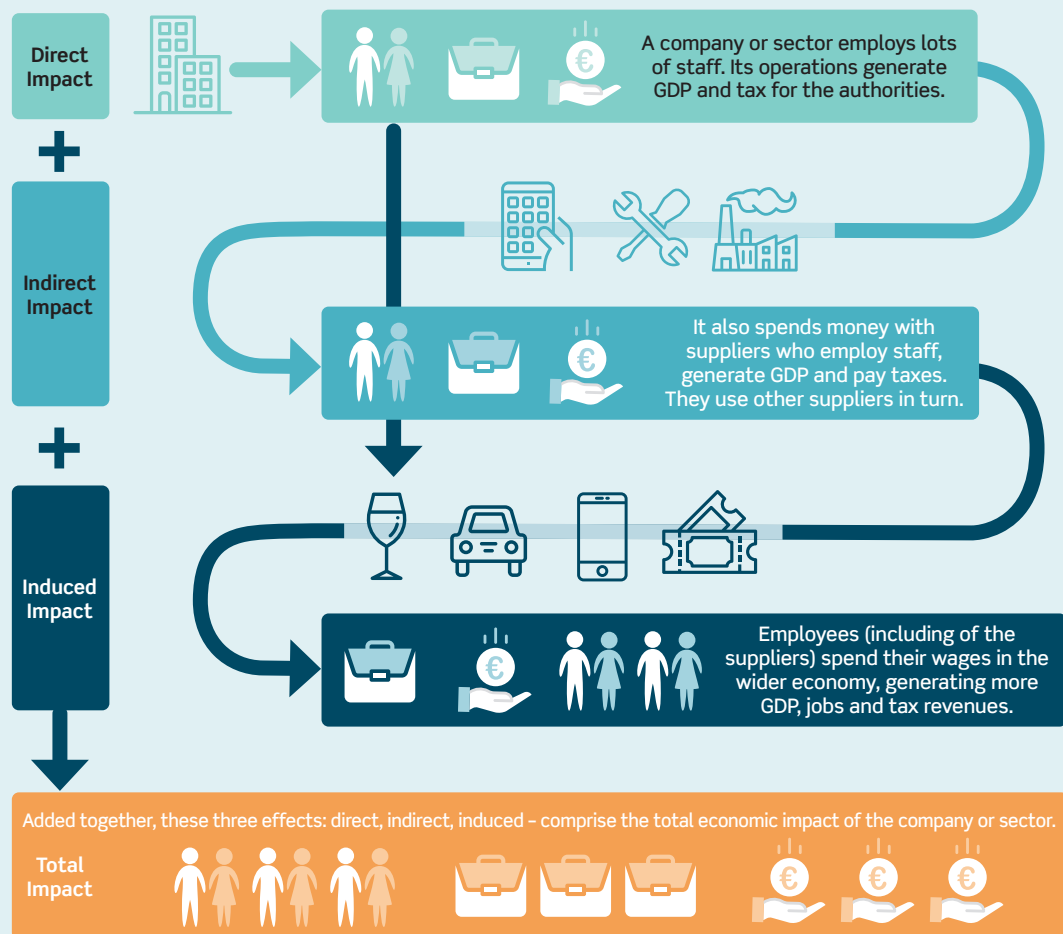 Direct
Impact
A company or sector employs lots
of staff. Its operations generate
GDP and tax for the authorities.
€
+
Indirect
Impact
It also spends money with
suppliers who employ staff,
generate GDP and pay taxes.
They use other suppliers in turn.
€
+
Induced
Impact
Employees (including of the
suppliers) spend their wages in the
wider economy, generating more
GDP, jobs and tax revenues.
€
Added together, these three effects: direct, indirect, induced – comprise the total economic impact of the company or sector.
Total
Impact
€ € €